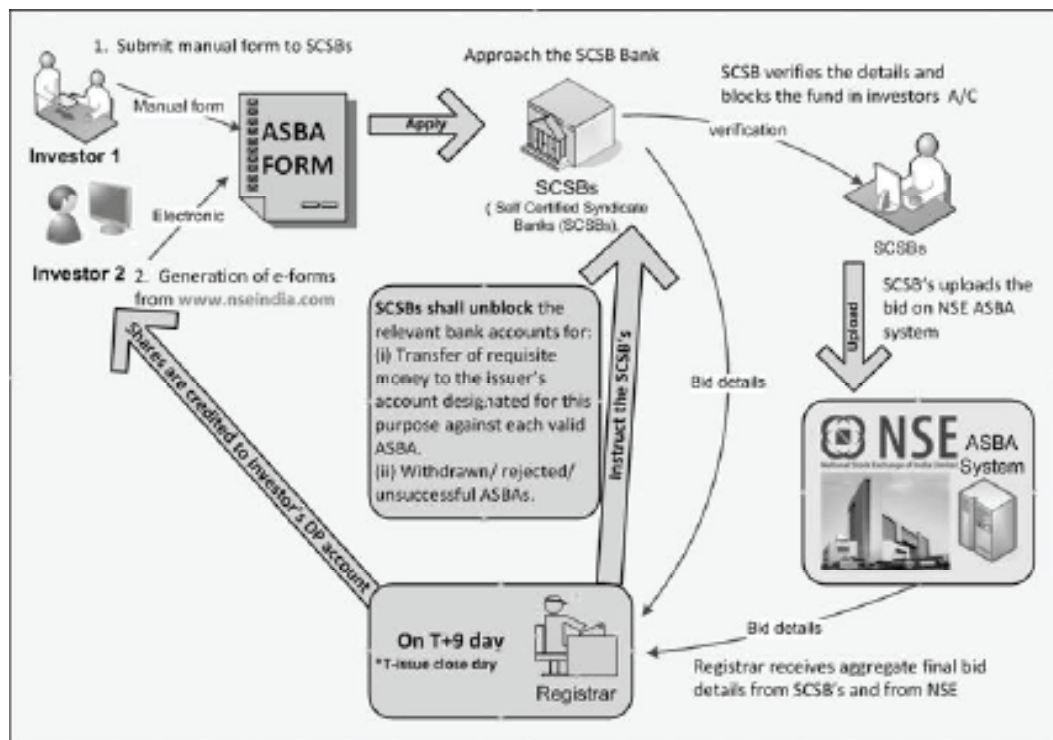 1. Submit manual form to SCSBs
Manual form
Investor 1
ASBA
FORM
Electronic
Investor 2
2. Generation of e-forms
from www.nseindia.com
Apply
Approach the SCSB Bank
SCSBs
( Self Certified Syndicate
Banks (SCSBs),
SCSB verifies the details and
blocks the fund in investors A/C
verification
SCSBs
Upload
SCSB's uploads the
bid on NSE ASBA
system
NSE
National Stock Exchange of India Limited
ASBA
System
Bid details
Bid details
Registrar receives aggregate final bid
details from SCSB's and from NSE
On T+9 day
*T-issue close day
Registrar
Instruct the SCSB's
SCSBs shall unblock the
relevant bank accounts for:
(i) Transfer of requisite
money to the issuer's
account designated for this
purpose against each valid
ASBA.
(ii) Withdrawn/ rejected/
unsuccessful ASBAs.
Shares are credited to investor's DP account